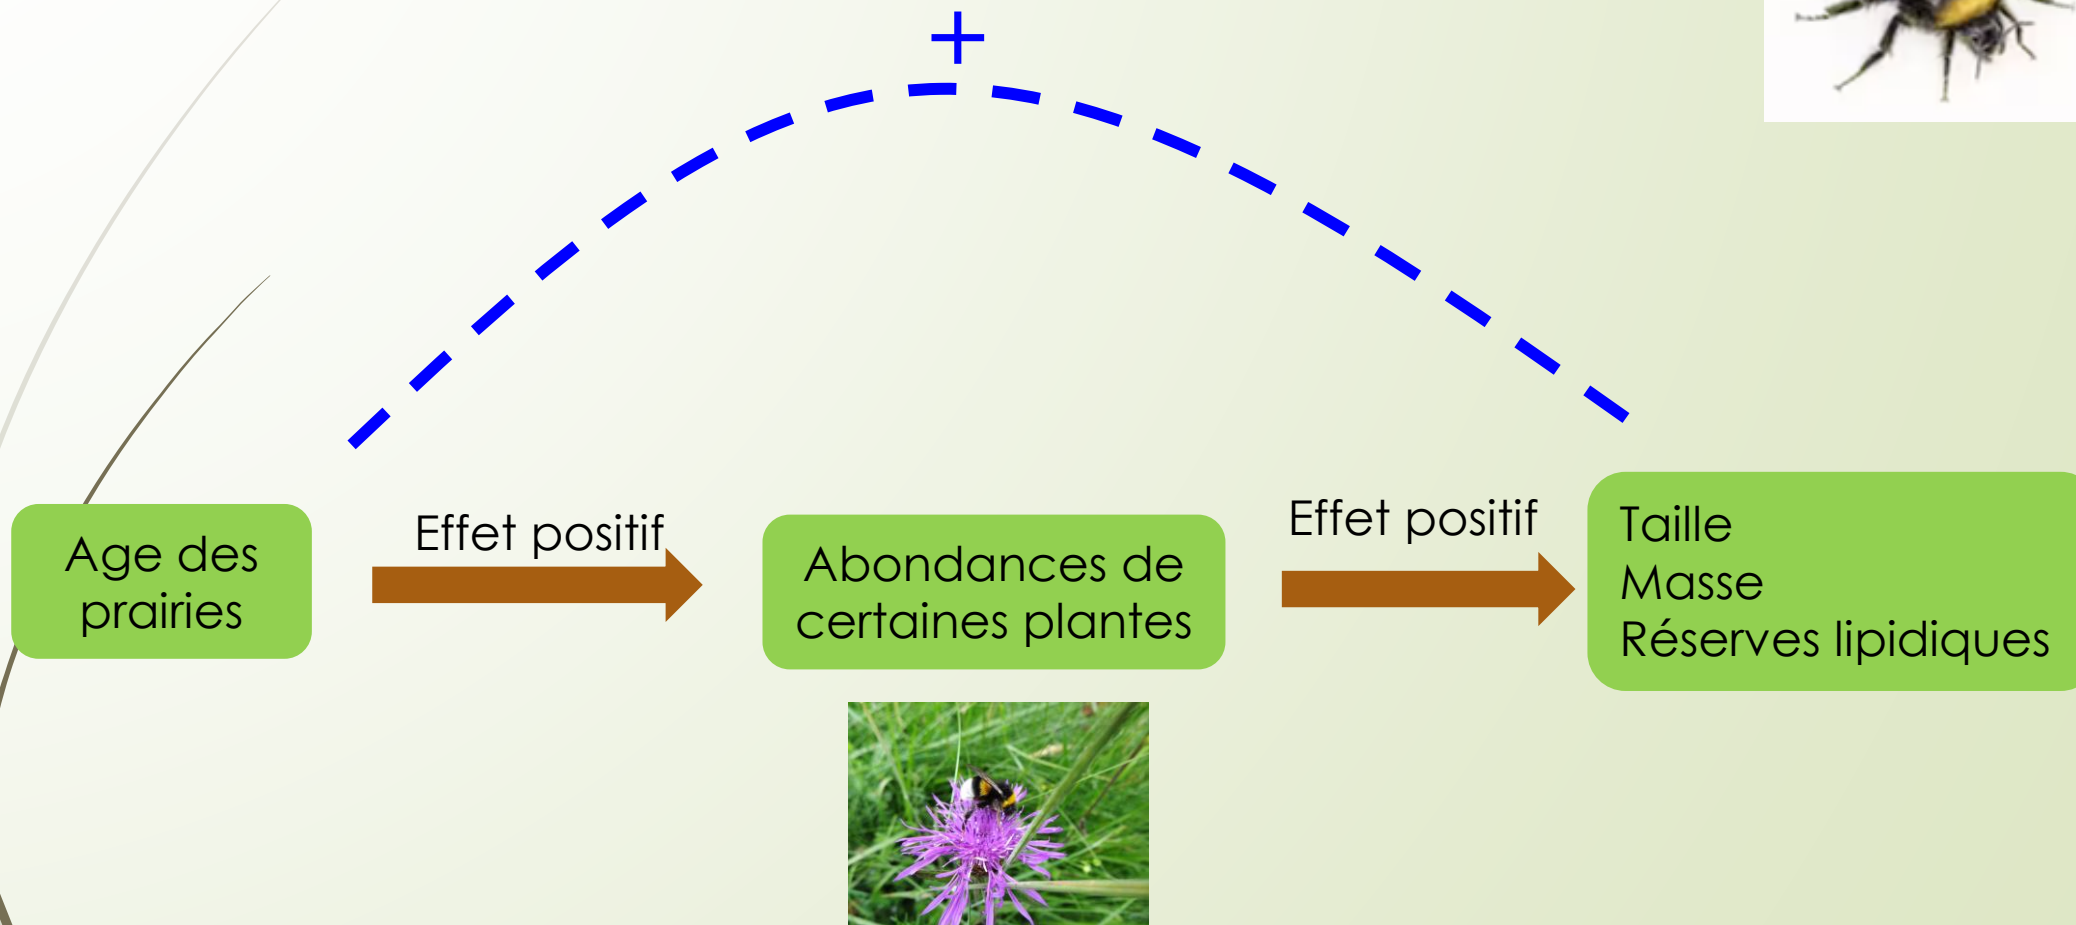 +
Effet positif
Effet positif
Age des
prairies
Abondances de
certaines plantes
Taille
Masse
Réserves lipidiques